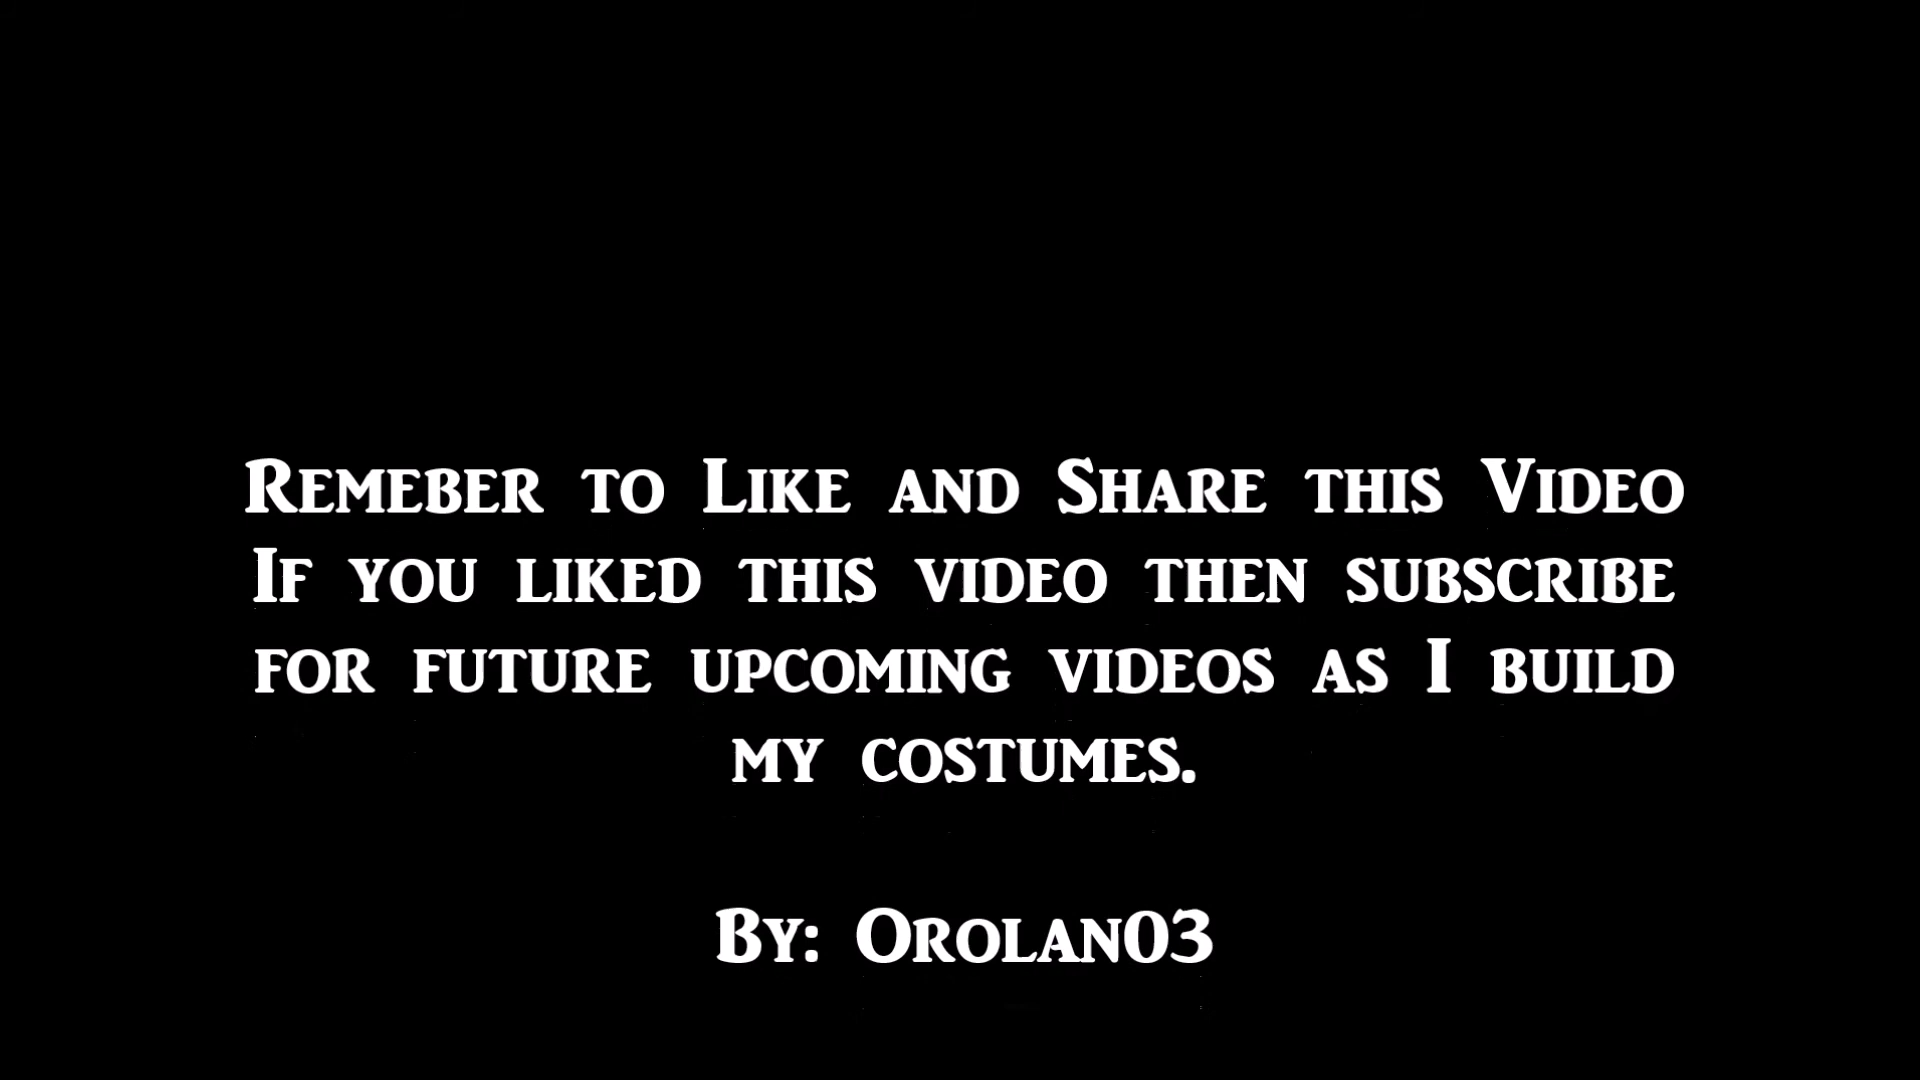 Remeber to Like and Share this Video
If you liked this video then subscribe
for future upcoming videos as I build
my costumes.
By: Orolan03